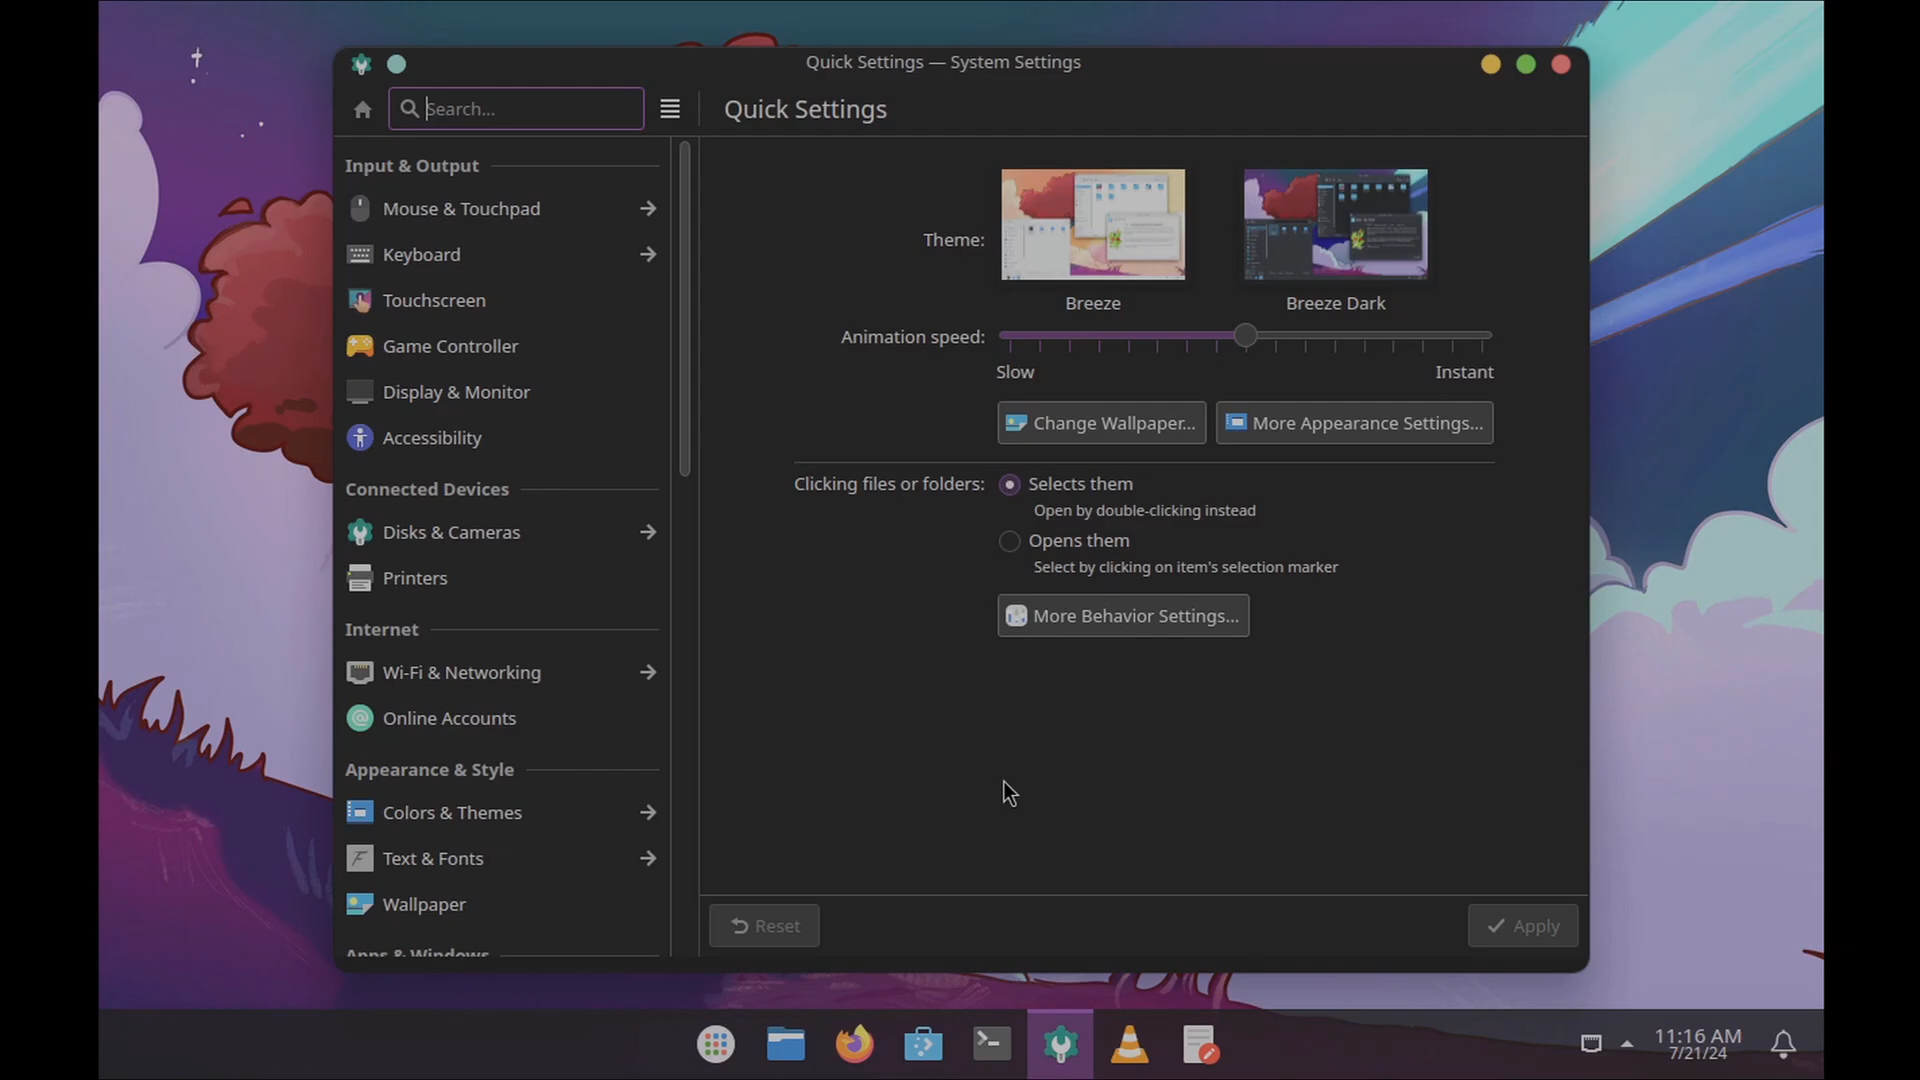 Quick Settings — System Settings
Search...
Quick Settings
Input & Output
Mouse & Touchpad
Keyboard
Touchscreen
Game Controller
Display & Monitor
Accessibility
Connected Devices
Disks & Cameras
Printers
Internet
Wi-Fi & Networking
Online Accounts
Appearance & Style
Colors & Themes
Text & Fonts
Wallpaper
Apps & Windows
Theme:
Breeze
Breeze Dark
Animation speed:
Slow
Instant
Change Wallpaper...
More Appearance Settings...
Clicking files or folders:
Selects them
Open by double-clicking instead
Opens them
Select by clicking on item's selection marker
More Behavior Settings...
Reset
Apply
11:16 AM
7/21/24